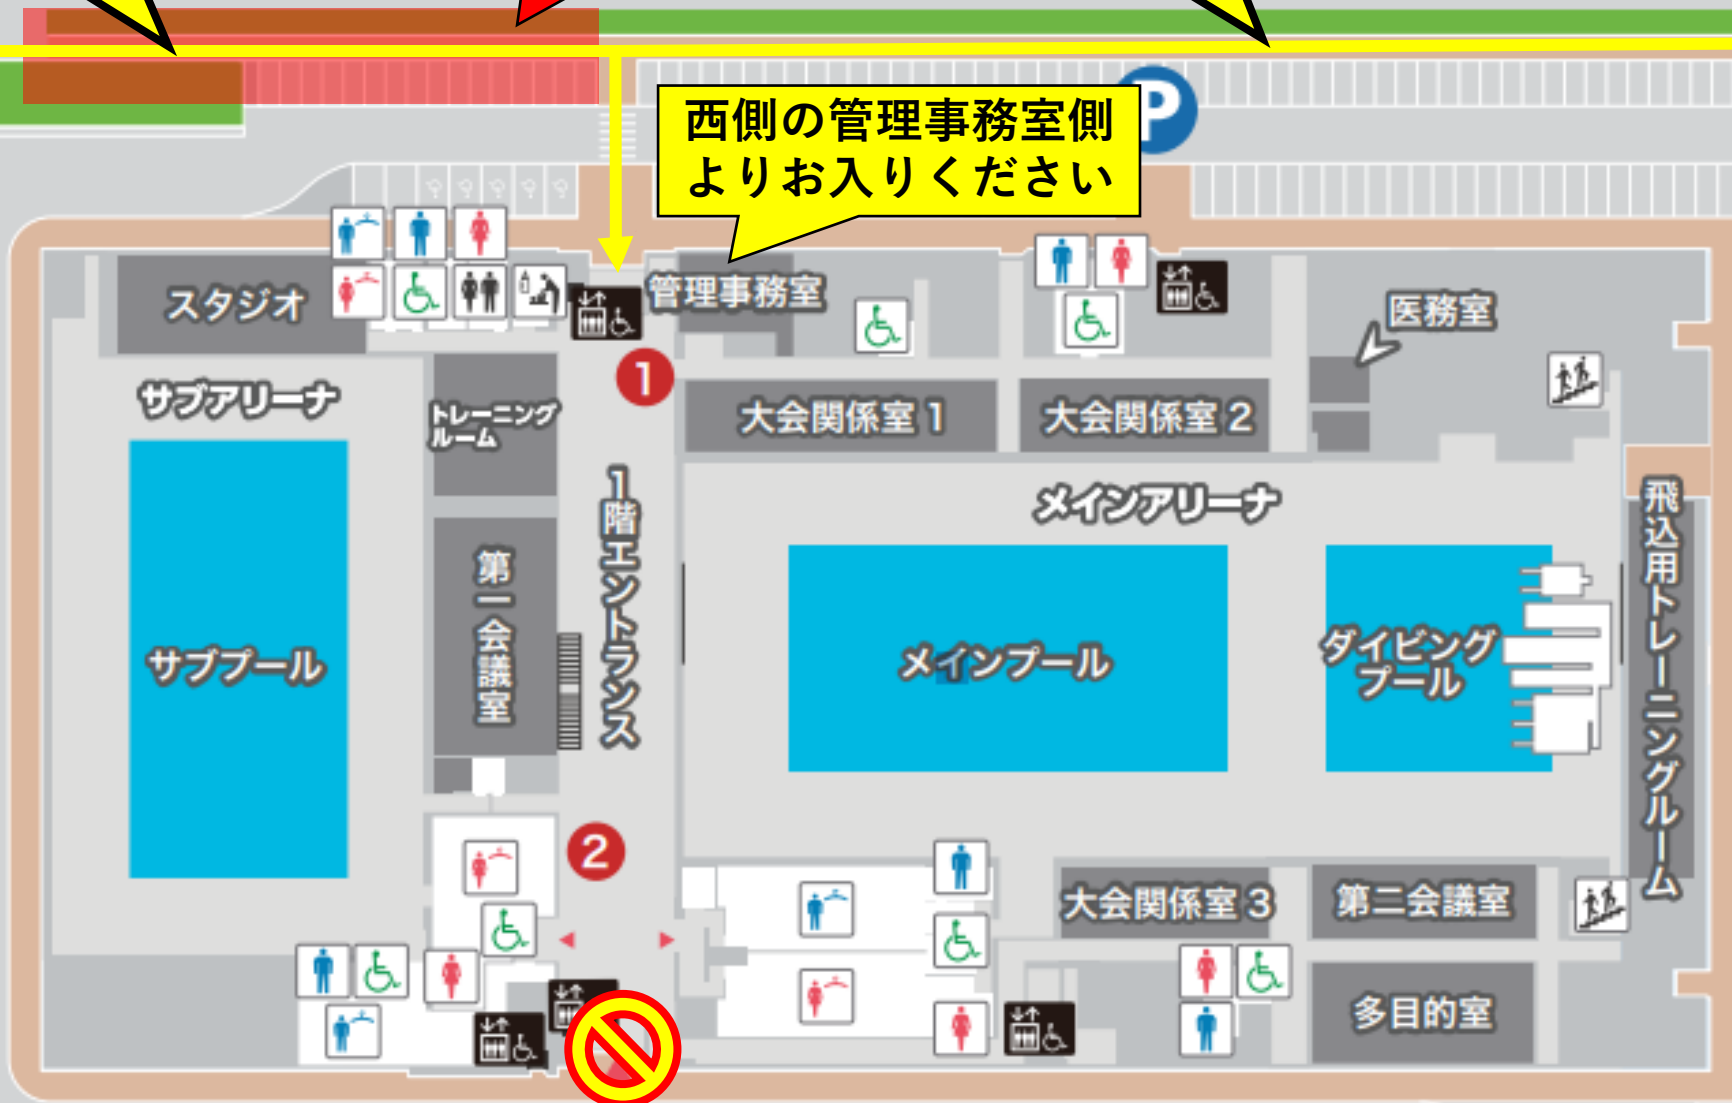 P
西側の管理事務室側
よりお入りください
スタジオ
管理事務室
医務室
1
サブアリーナ
トレーニング
ルーム
大会関係室1
大会関係室2
1階エントランス
メインアリーナ
飛込用トレーニングルーム
第一会議室
サブプール
メインプール
ダイビング
プール
2
大会関係室3
第二会議室
多目的室